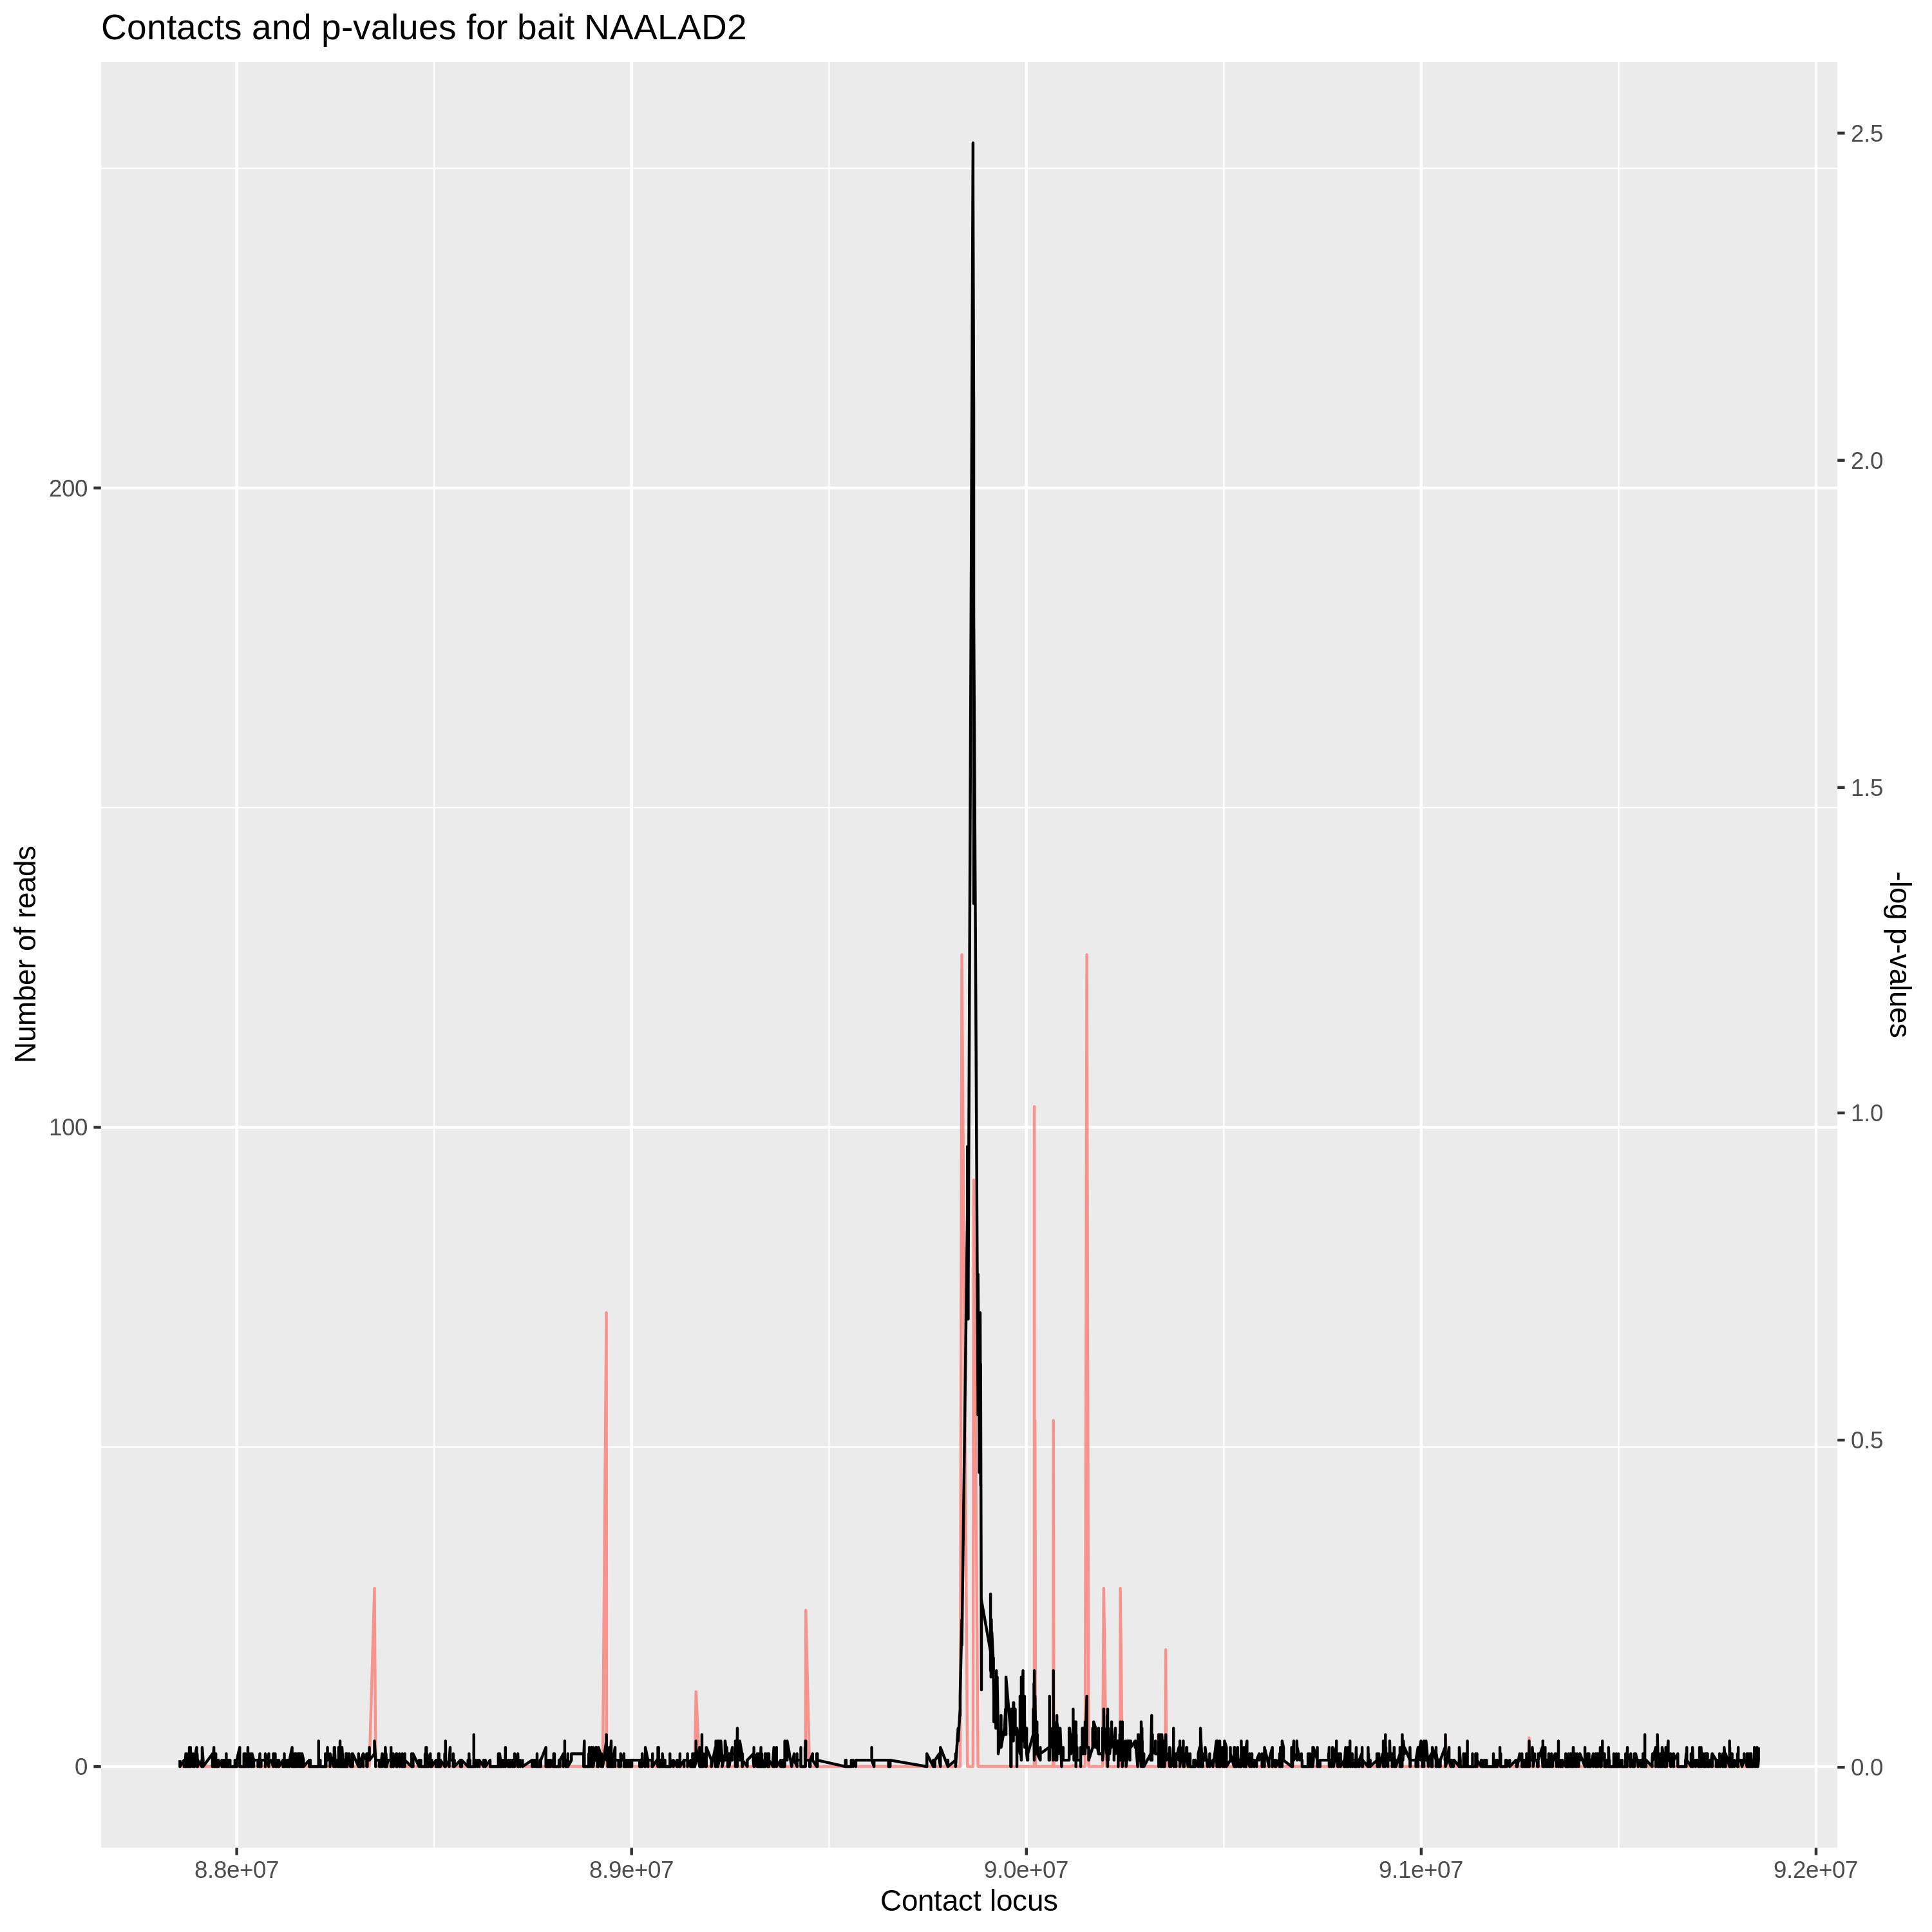 Contacts and p-values for bait NAALAD2
2.5
2.0
200
1.5
Number of reads
-log p-values
100
1.0
0.5
0
0.0
8.8e+07
8.9e+07
9.0e+07
9.1e+07
9.2e+07
Contact locus